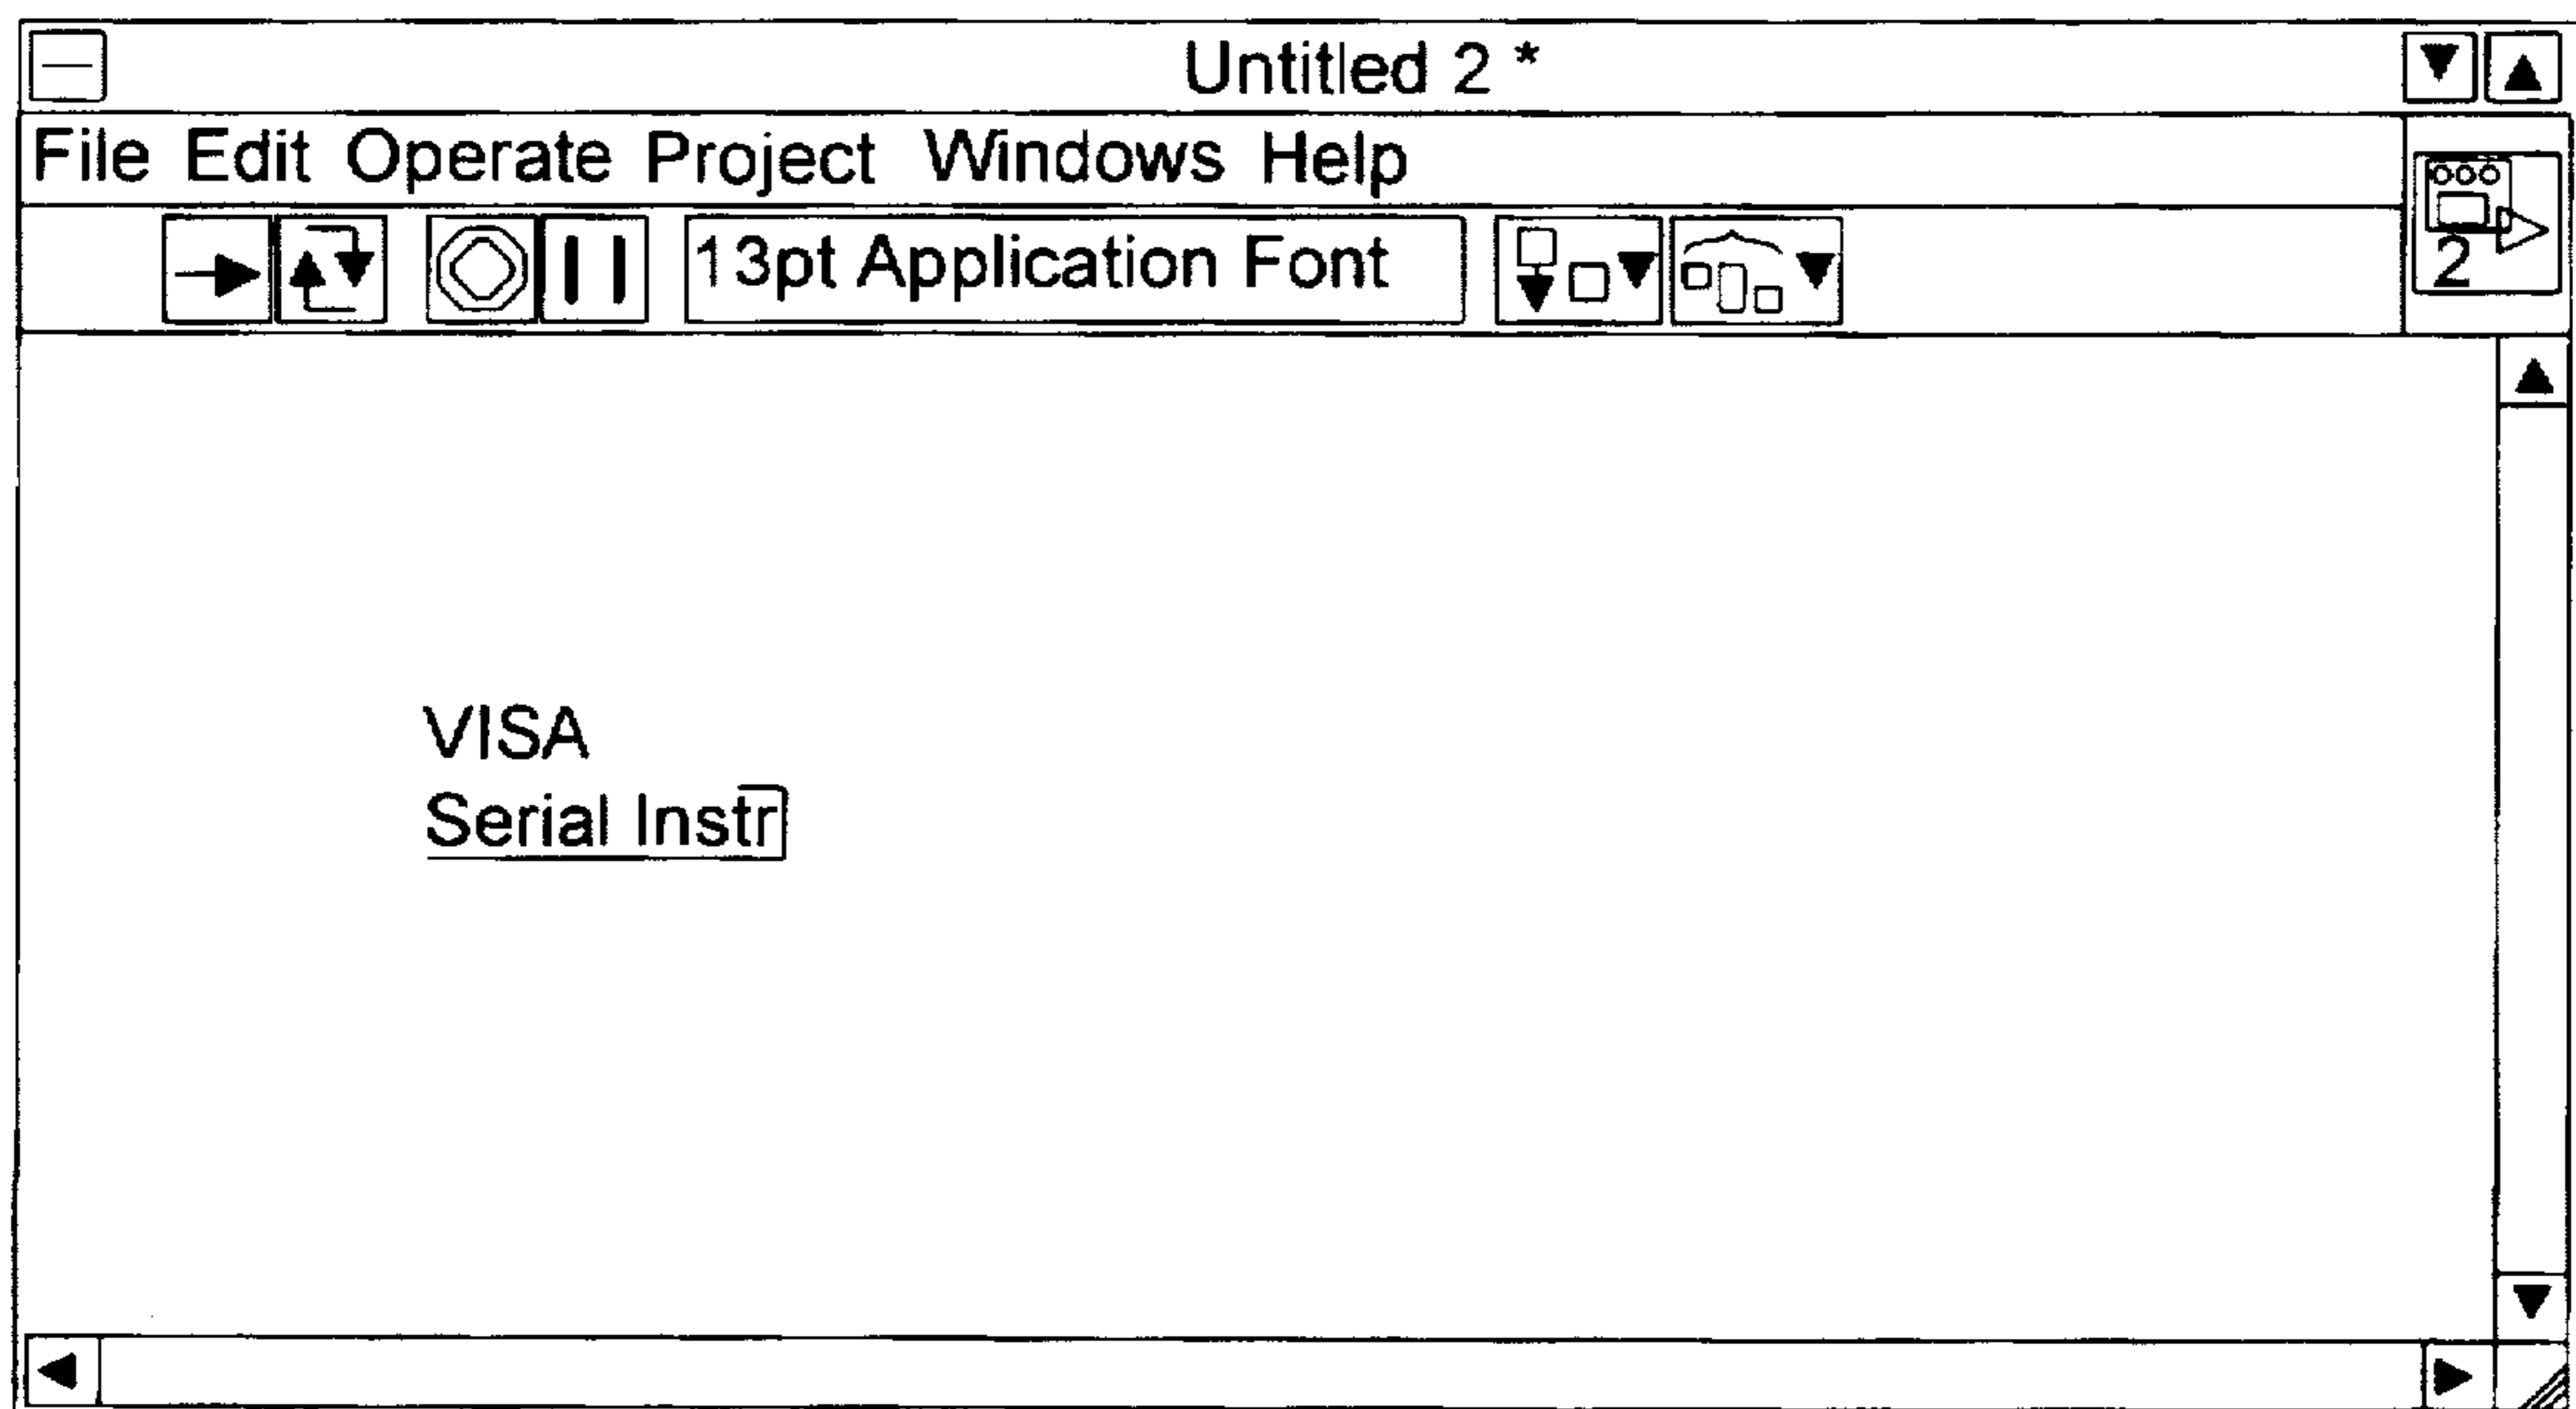 Untitled 2 *
File Edit Operate Project Windows Help
13pt Application Font
2
VISA
Serial Instr